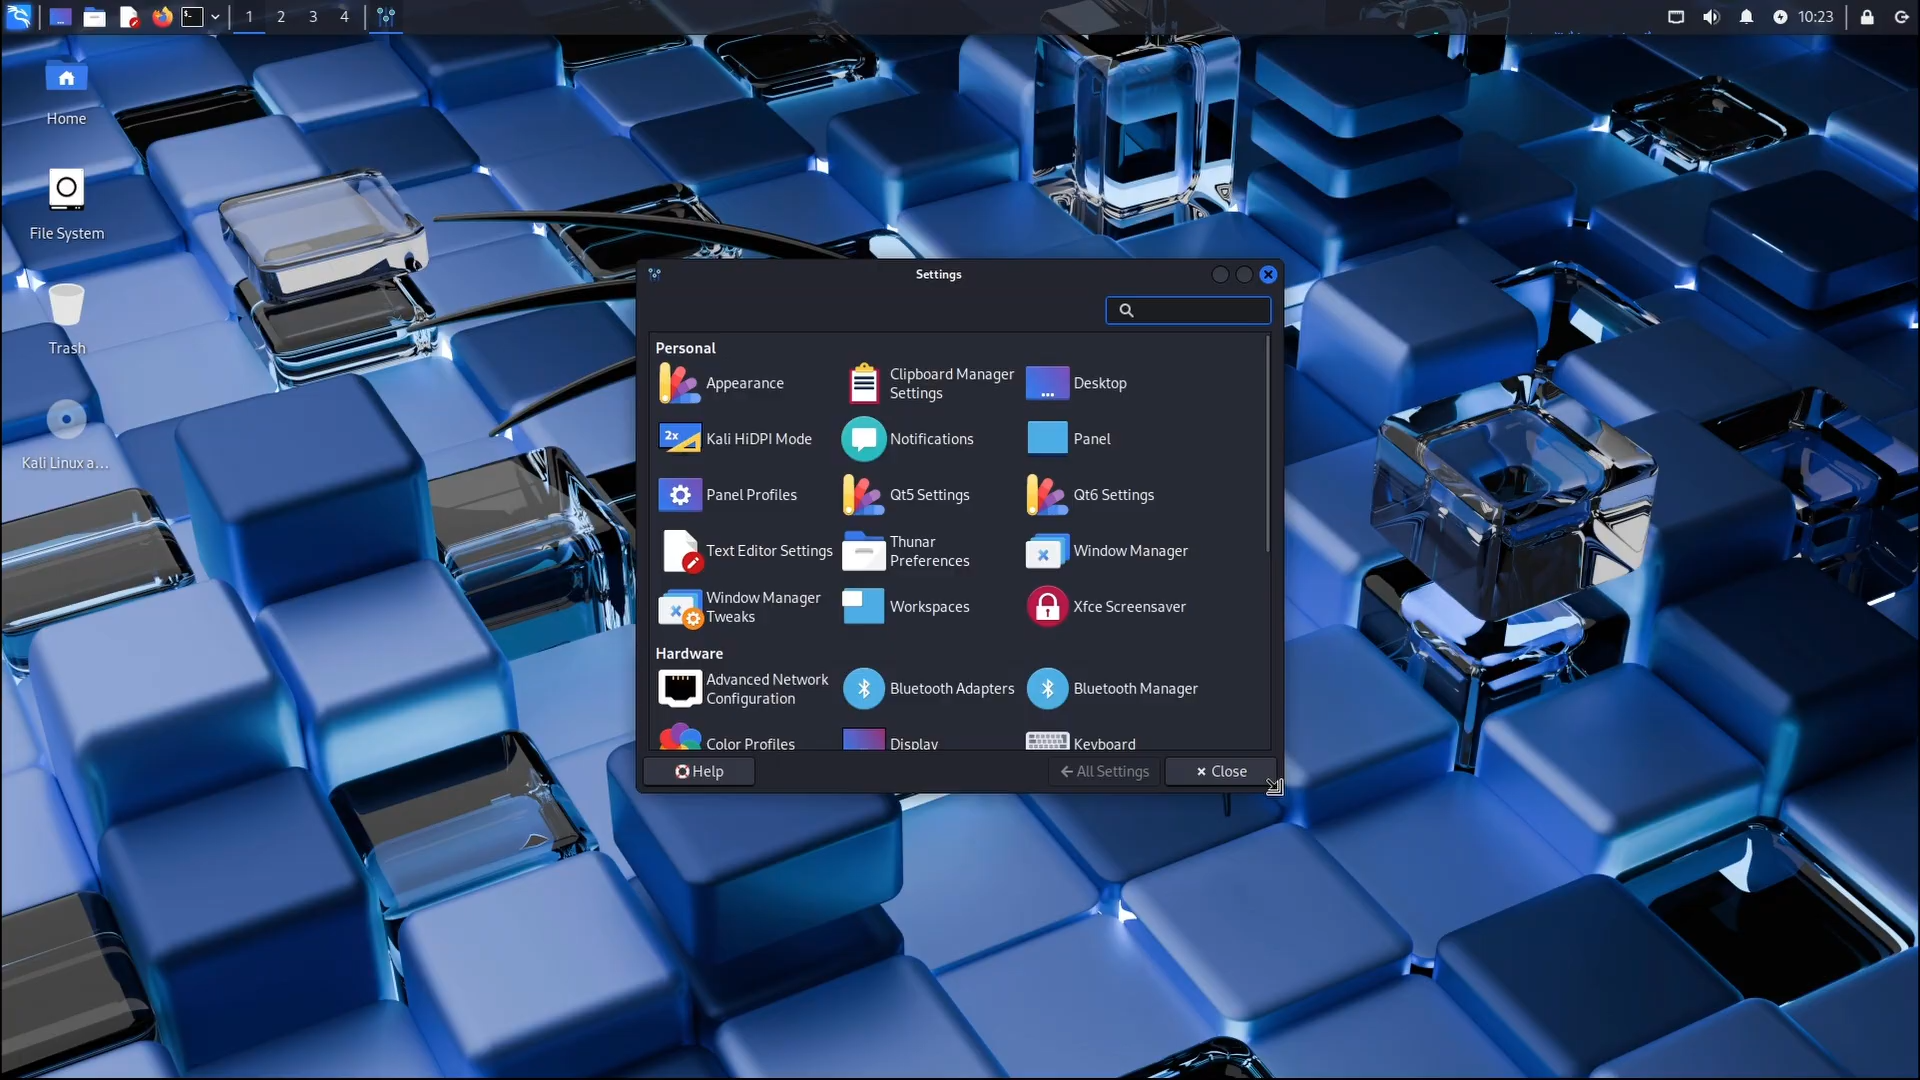 1 2 3 4
10:23
Home
File System
Trash
Kali Linux a...
Settings
Personal
Appearance
Clipboard Manager
Settings
Desktop
2x
Kali HiDPI Mode
Notifications
Panel
Panel Profiles
Qt5 Settings
Qt6 Settings
Text Editor Settings
Thunar
Preferences
Window Manager
Window Manager
Tweaks
Workspaces
Xfce Screensaver
Hardware
Advanced Network
Configuration
Bluetooth Adapters
Bluetooth Manager
Color Profiles
Display
Keyboard
Help
All Settings
Close